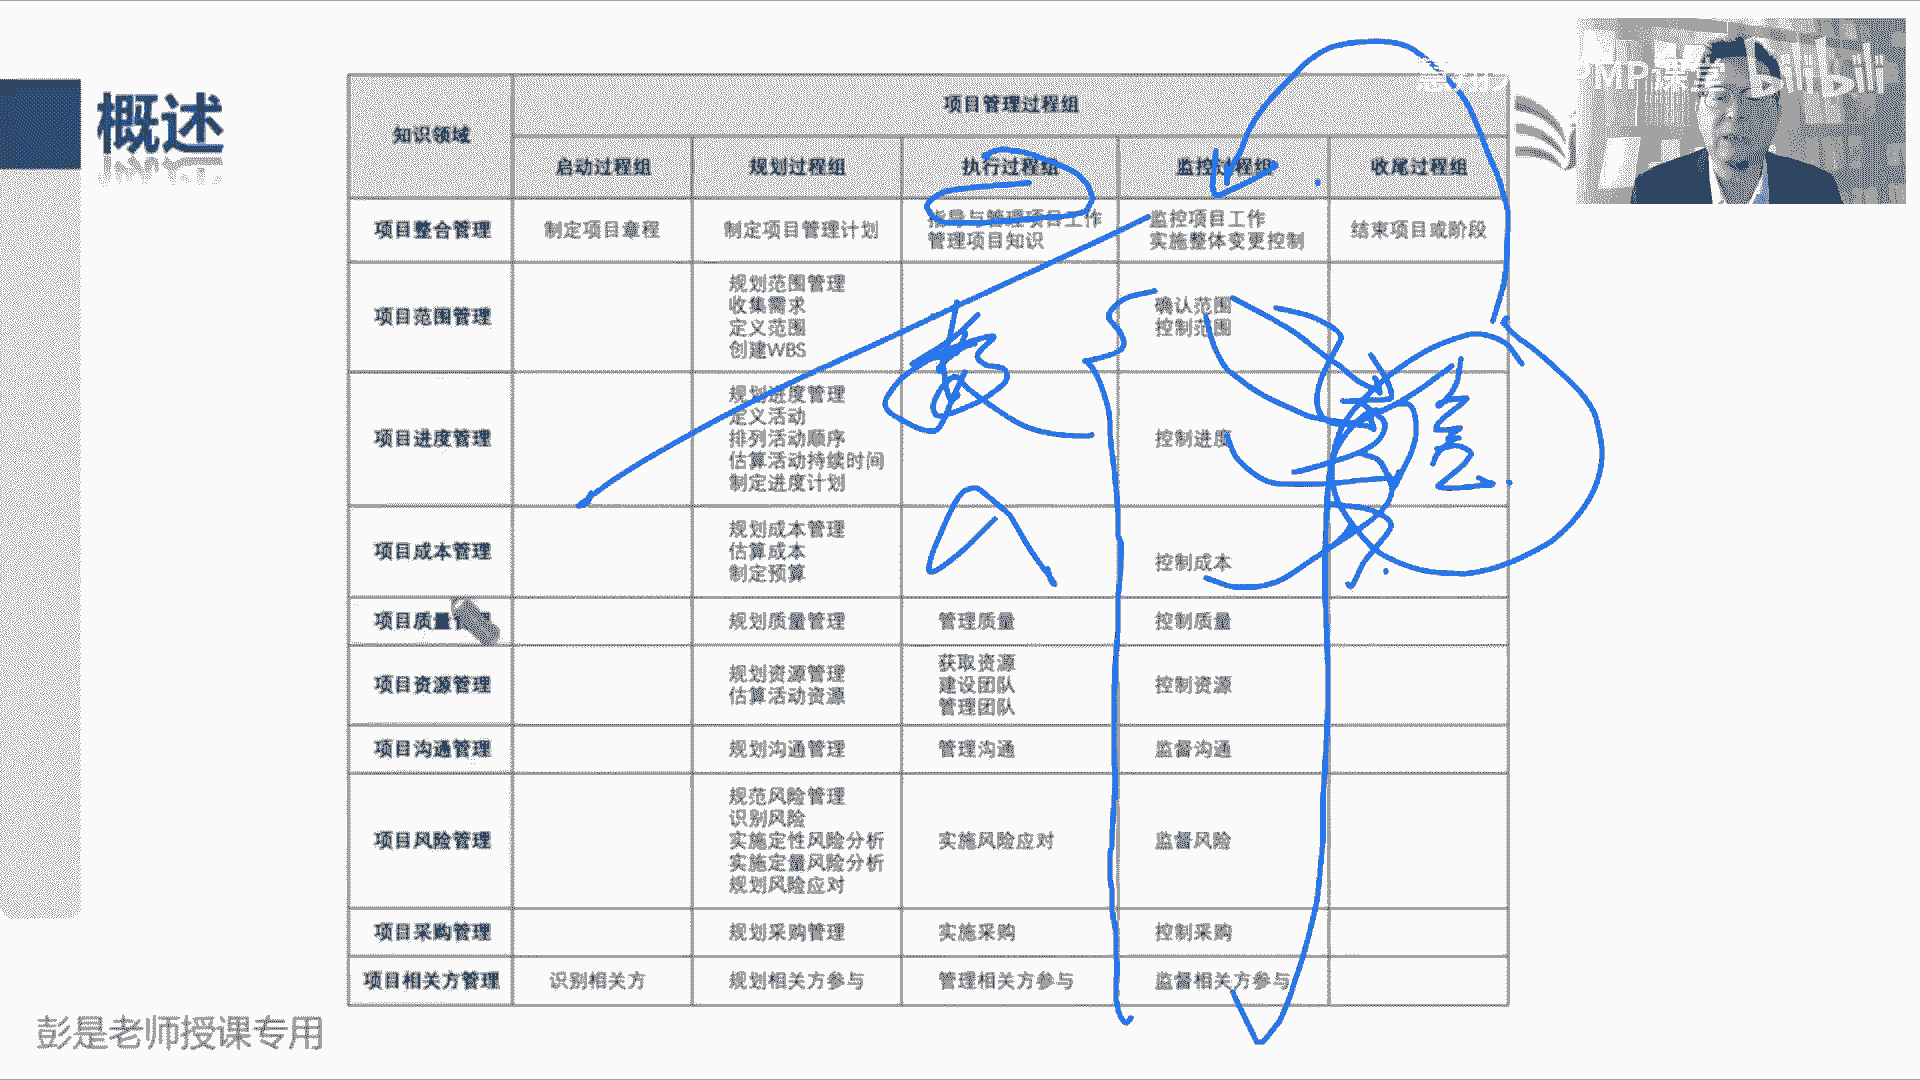 概述
PMP课堂 bilibili
知识领域
项目管理过程组
启动过程组 规划过程组 执行过程组 监控过程组 收尾过程组
项目整合管理
制定项目章程
制定项目管理计划
指导与管理项目工作
管理项目知识
监控项目工作
实施整体变更控制
结束项目或阶段
项目范围管理
规划范围管理
收集需求
定义范围
创建WBS
确认范围
控制范围
项目进度管理
规划进度管理
定义活动
排列活动顺序
估算活动持续时间
制定进度计划
控制进度
项目成本管理
规划成本管理
估算成本
制定预算
控制成本
项目质量管理
规划质量管理
管理质量
控制质量
项目资源管理
规划资源管理
估算活动资源
获取资源
建设团队
管理团队
控制资源
项目沟通管理
规划沟通管理
管理沟通
监督沟通
项目风险管理
规范风险管理
识别风险
实施定性风险分析
实施定量风险分析
规划风险应对
实施风险应对
监督风险
项目采购管理
规划采购管理
实施采购
控制采购
项目相关方管理
识别相关方
规划相关方参与
管理相关方参与
监督相关方参与
彭是老师授课专用